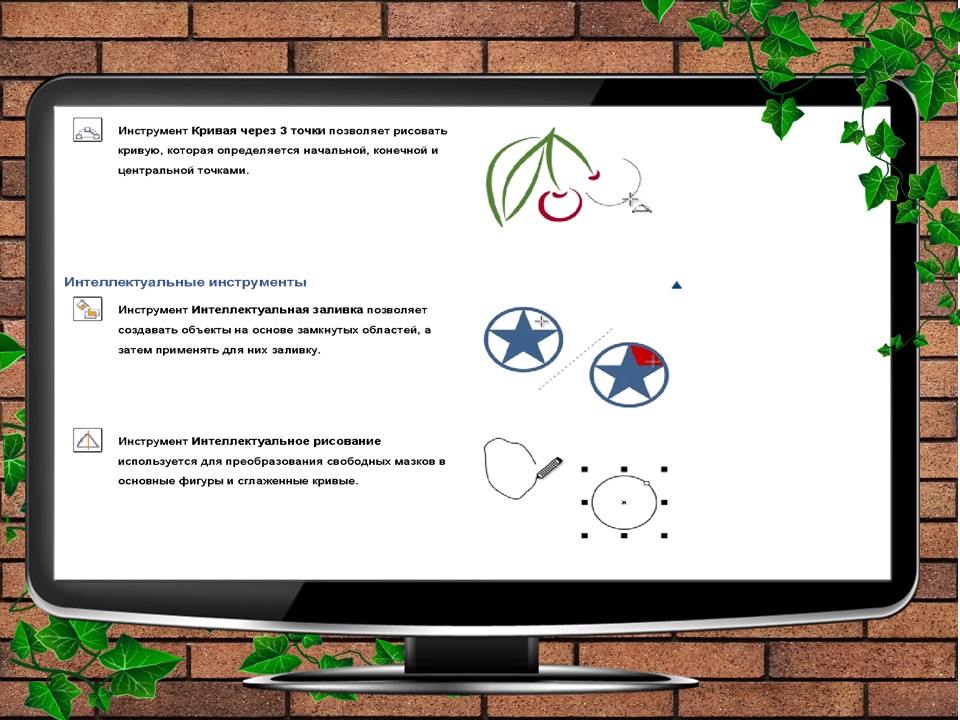 Инструмент Кривая через 3 точки позволяет рисовать
кривую, которая определяется начальной, конечной и
центральной точками.
Интеллектуальные инструменты
Инструмент Интеллектуальная заливка позволяет
создавать объекты на основе замкнутых областей, а
затем применять для них заливку.
Инструмент Интеллектуальное рисование
используется для преобразования свободных мазков в
основные фигуры и сглаженные кривые.